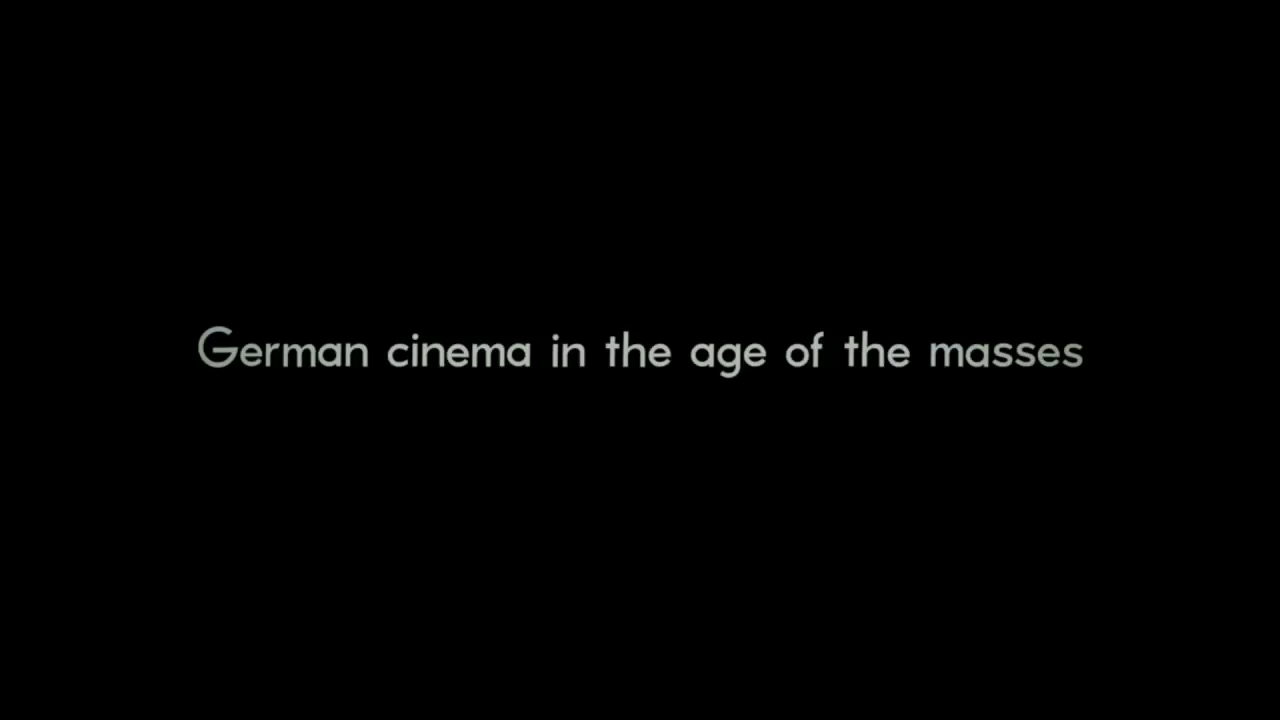 German cinema in the age of the masses